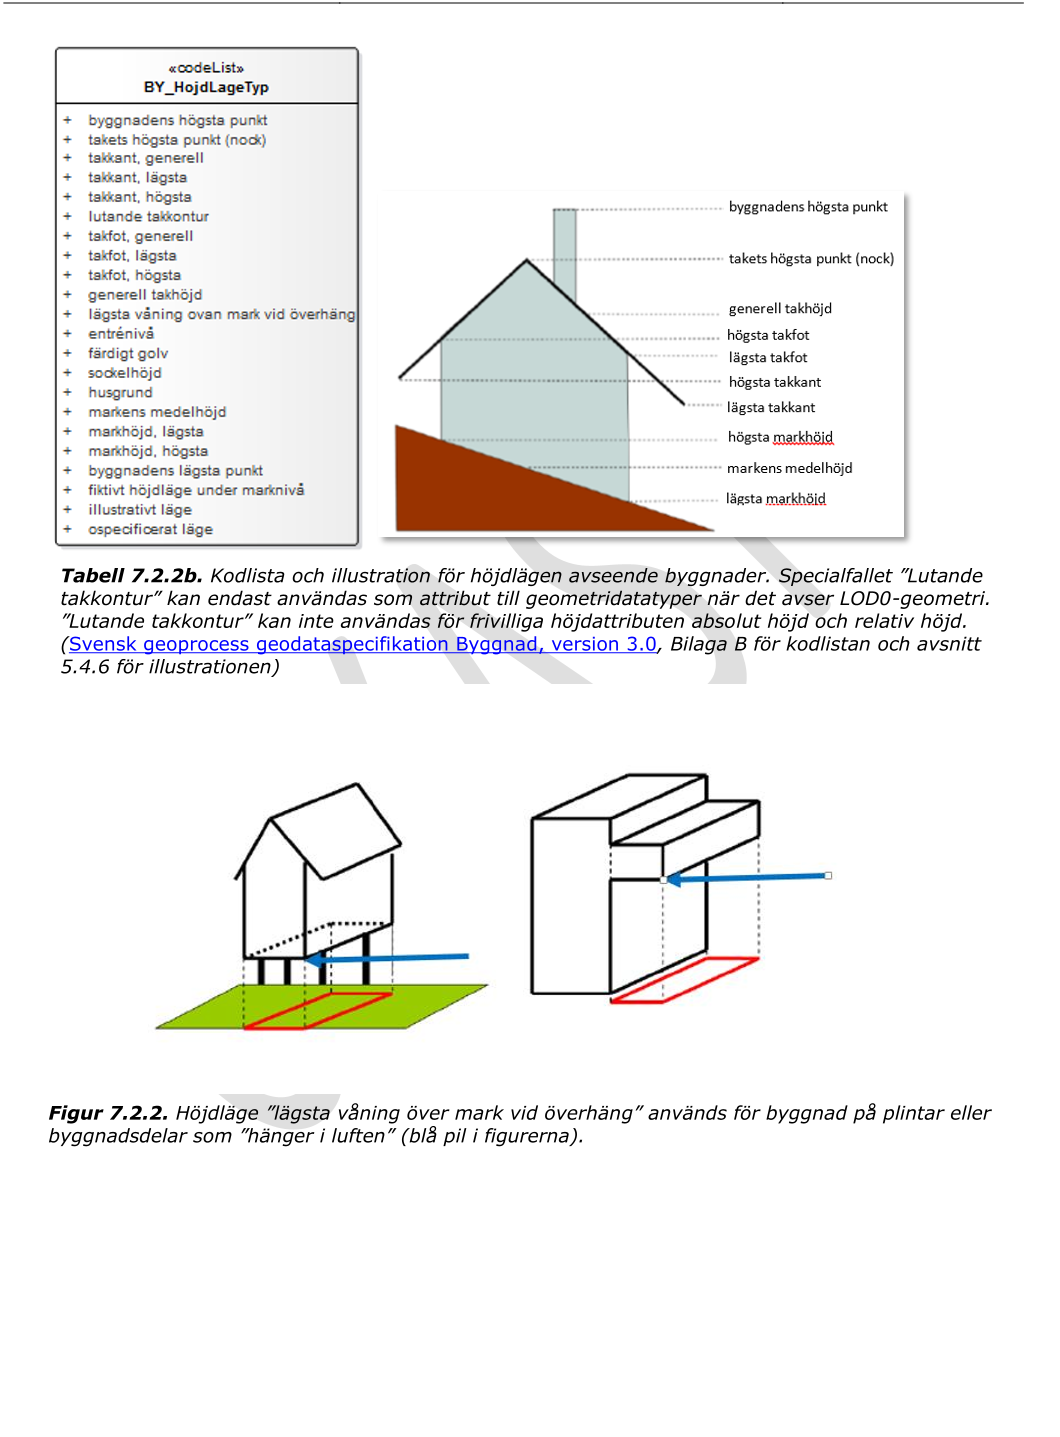 «codeList»
BY_HojdLageTyp
+ byggnadens högsta punkt
+ takets högsta punkt (nock)
+ takkant, generell
+ takkant, lägsta
+ takkant, högsta
+ lutande takkontur
+ takfot, generell
+ takfot, lägsta
+ takfot, högsta
+ generell takhöjd
+ lägsta våning ovan mark vid överhäng
+ entrénivå
+ färdigt golv
+ sockelhöjd
+ husgrund
+ markens medelhöjd
+ markhöjd, lägsta
+ markhöjd, högsta
+ byggnadens lägsta punkt
+ fiktivt höjdläge under marknivå
+ illustrativt läge
+ ospecificerat läge
byggnadens högsta punkt
takets högsta punkt (nock)
generell takhöjd
högsta takfot
lägsta takfot
högsta takkant
lägsta takkant
högsta markhöjd
markens medelhöjd
lägsta markhöjd
Tabell 7.2.2b. Kodlista och illustration för höjdlägen avseende byggnader. Specialfallet ”Lutande
takkontur” kan endast användas som attribut till geometridatatyper när det avser LOD0-geometri.
”Lutande takkontur” kan inte användas för frivilliga höjdattributen absolut höjd och relativ höjd.
(Svensk geoprocess geodataspecifikation Byggnad, version 3.0, Bilaga B för kodlistan och avsnitt
5.4.6 för illustrationen)
Figur 7.2.2. Höjdläge ”lägsta våning över mark vid överhäng” används för byggnad på plintar eller
byggnadsdelar som ”hänger i luften” (blå pil i figurerna).